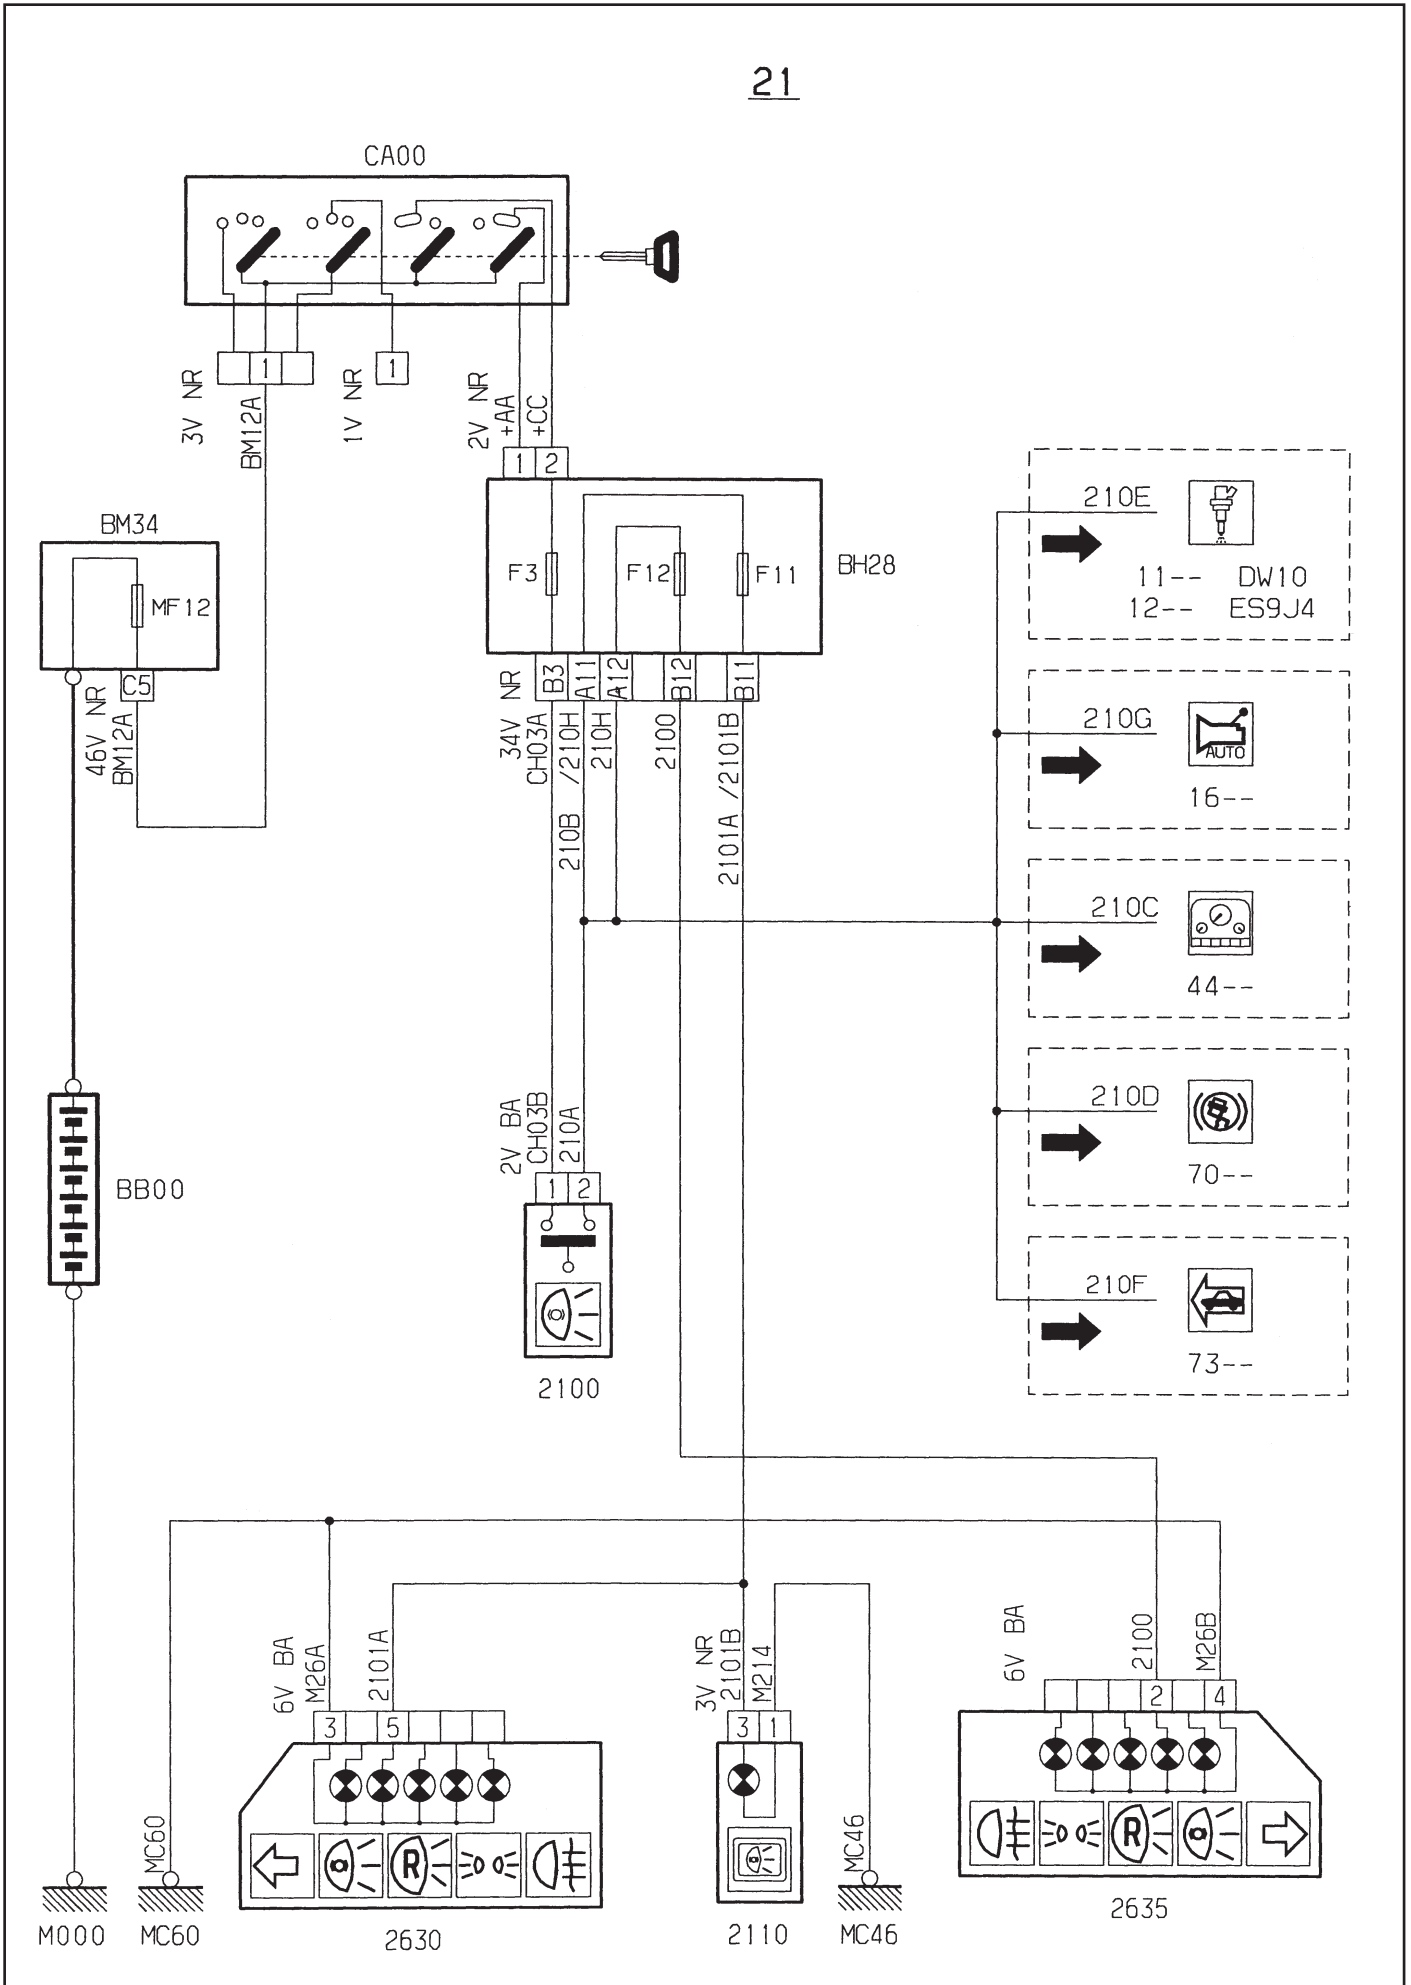 21
CA00
1
1
3V NR
BM12A
1V NR
2V NR
+AA
+CC
1 2
BM34
MF12
C5
46V NR
BM12A
F3
F12
F11
BH28
B3
A11
A12
B12
B11
34V NR
CH03A
210B /210H
210H
2100
2101A /2101B
210E
11-- DW10
12-- ES9J4
210G
AUTO
16--
210C
44--
210D
70--
210F
73--
BB00
2V BA
CH03B
210A
1 2
2100
6V BA
M26A
2101A
3 5
R
2630
3V NR
2101B
M214
3 1
2110
6V BA
2100
M26B
2 4
R
2635
MC60
MC46
M000
MC60
MC46